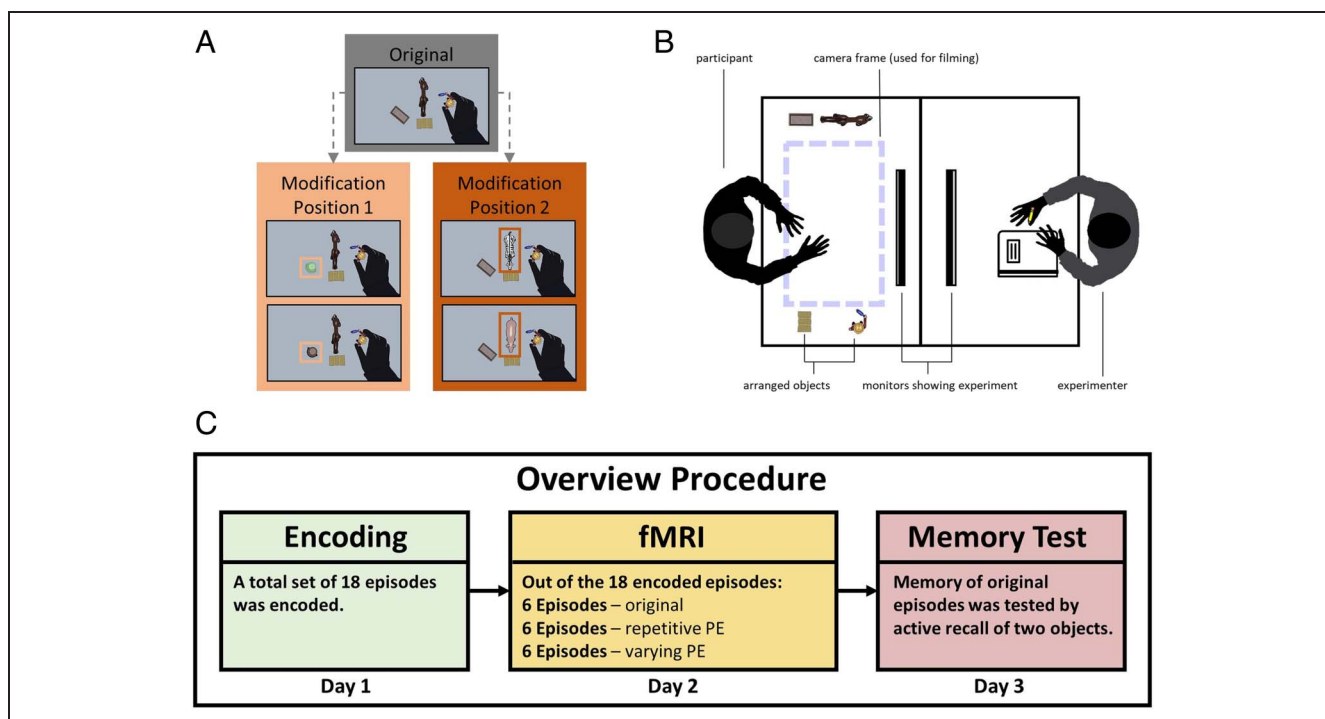 A
Original
Modification
Position 1
Modification
Position 2
B
participant
camera frame (used for filming)
arranged objects
monitors showing experiment
experimenter
C
Overview Procedure
Encoding
A total set of 18 episodes
was encoded.
Day 1
fMRI
Out of the 18 encoded episodes:
6 Episodes – original
6 Episodes – repetitive PE
6 Episodes – varying PE
Day 2
Memory Test
Memory of original
episodes was tested by
active recall of two objects.
Day 3